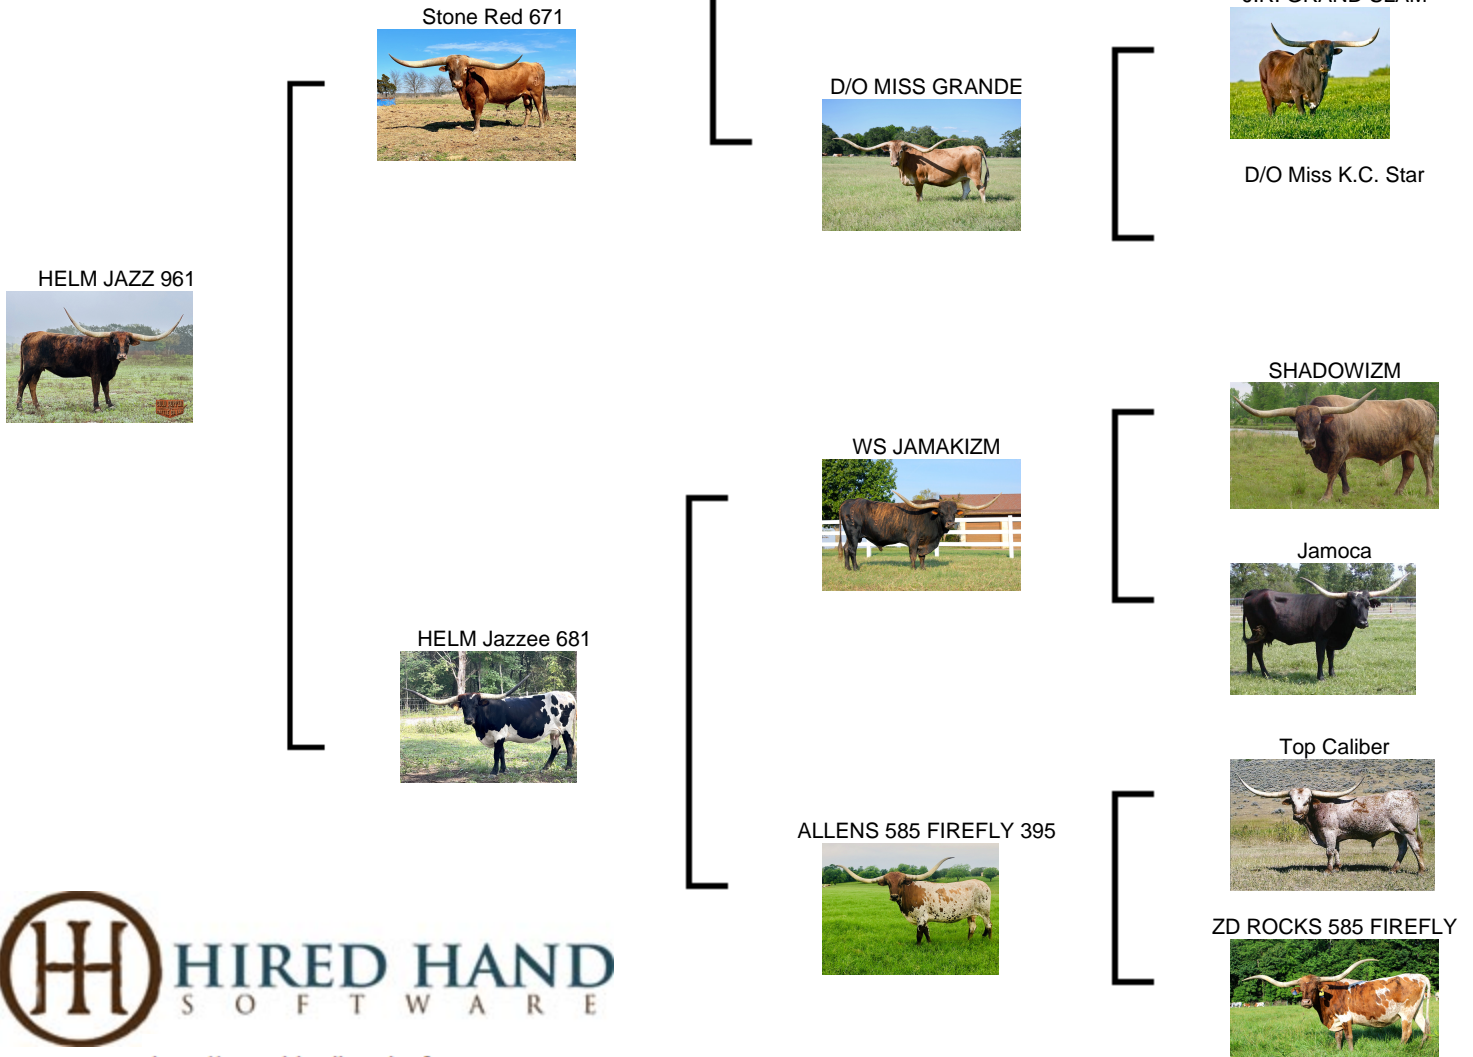 Stone Red 671
D/O MISS GRANDE
D/O Miss K.C. Star
HELM JAZZ 961
SHADOWIZM
WS JAMAKIZM
Jamoca
HELM Jazzee 681
Top Caliber
ALLENS 585 FIREFLY 395
ZD ROCKS 585 FIREFLY
HIRED HAND
SOFTWARE